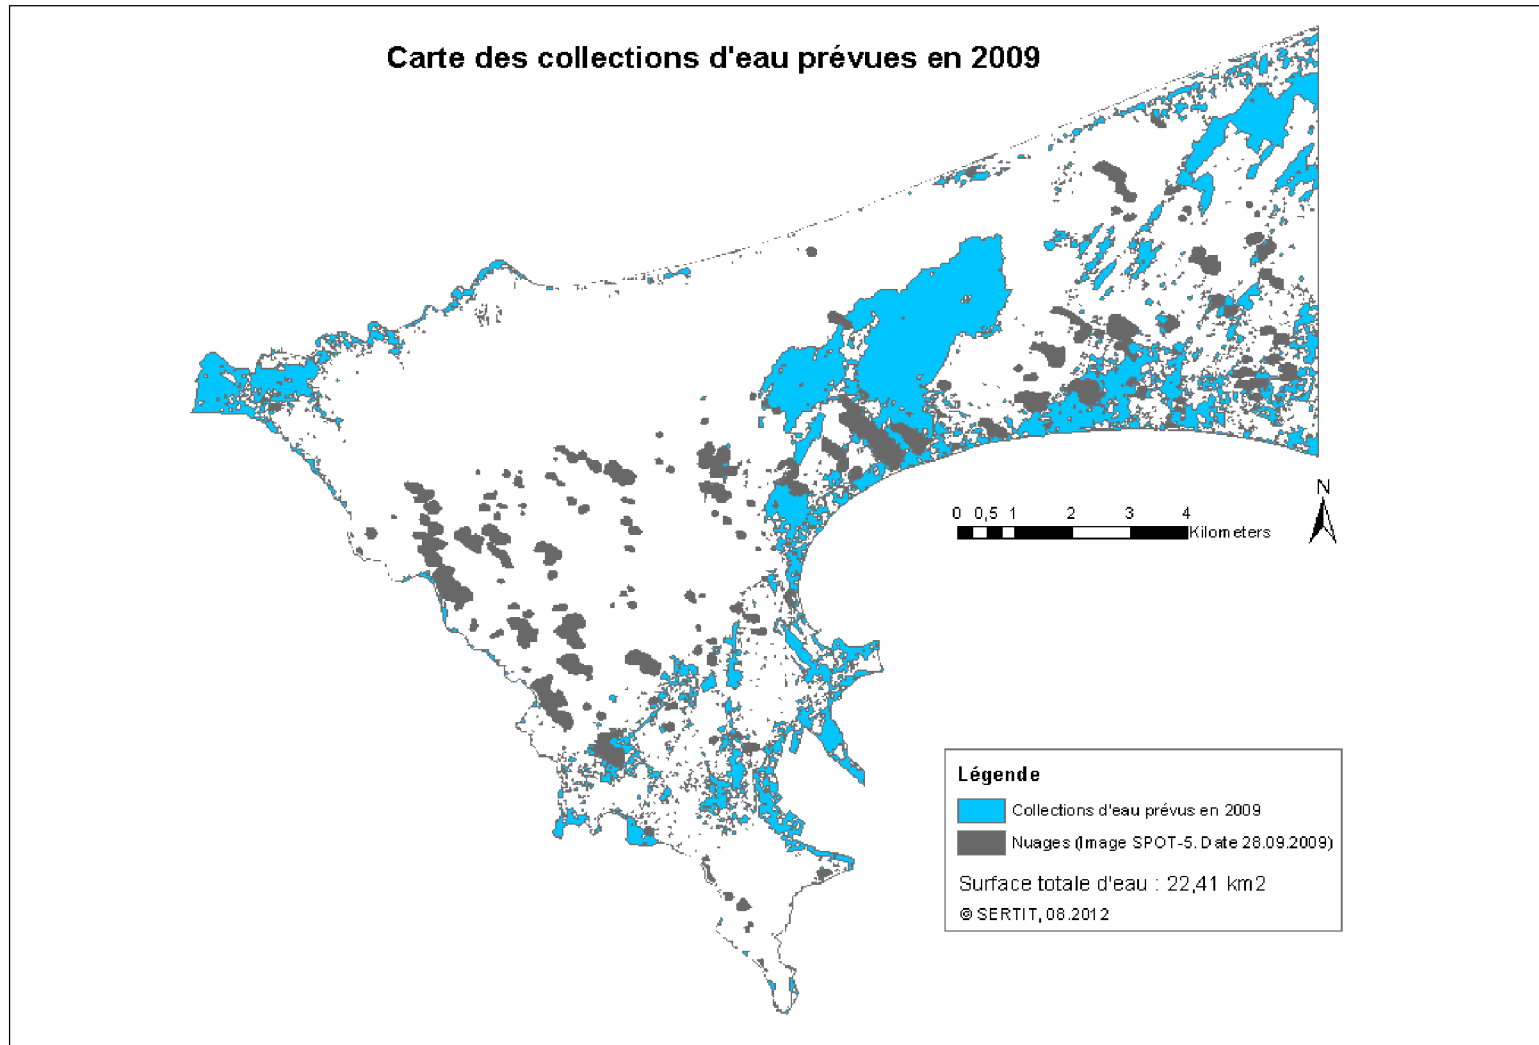 Carte des collections d'eau prévues en 2009
N
0 0,5 1 2 3 4
Kilometers
Légende
Collections d'eau prévus en 2009
Nuages (Image SPOT-5. Date 28.09.2009)
Surface totale d'eau : 22,41 km2
© SERTIT, 08.2012